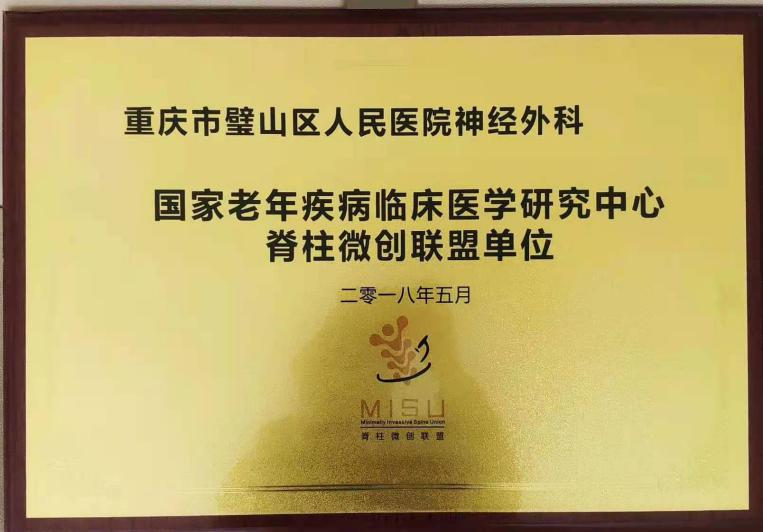 重庆市璧山区人民医院神经外科
国家老年疾病临床医学研究中心
脊柱微创联盟单位
二零一八年五月
MISU
Minimally Invasive Spine Union
脊柱微创联盟